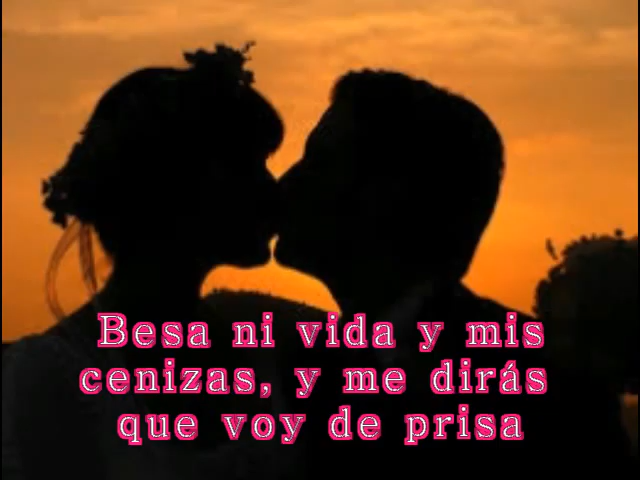 Besa ni vida y mis
cenizas, y me dirás
que voy de prisa